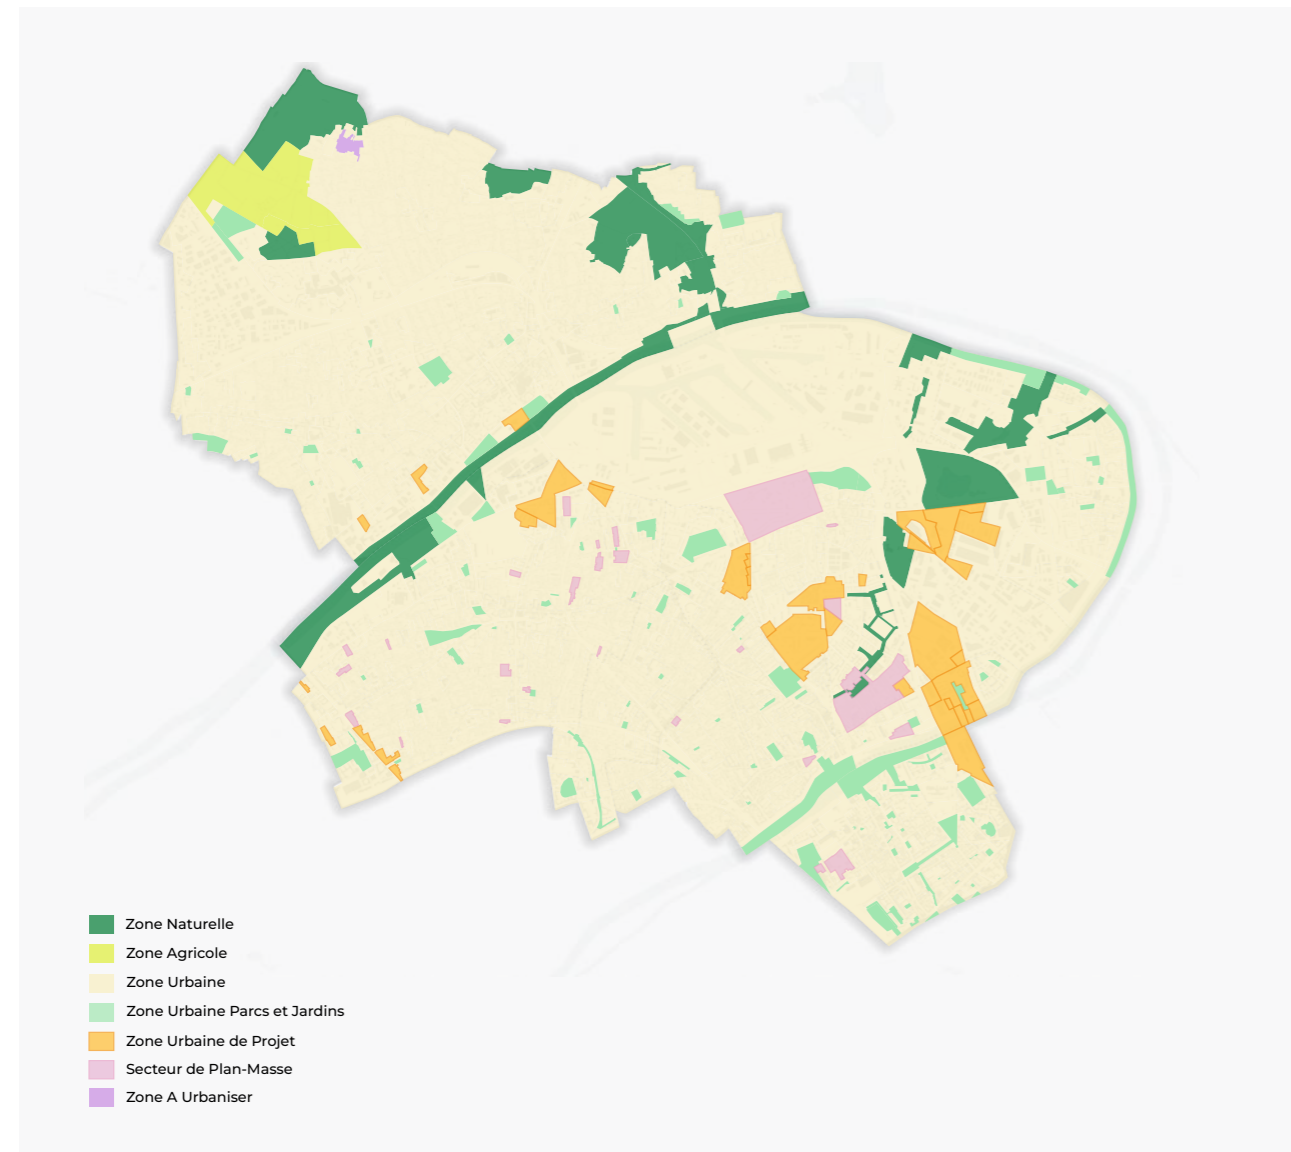 Zone Naturelle
Zone Agricole
Zone Urbaine
Zone Urbaine Parcs et Jardins
Zone Urbaine de Projet
Secteur de Plan-Masse
Zone A Urbaniser